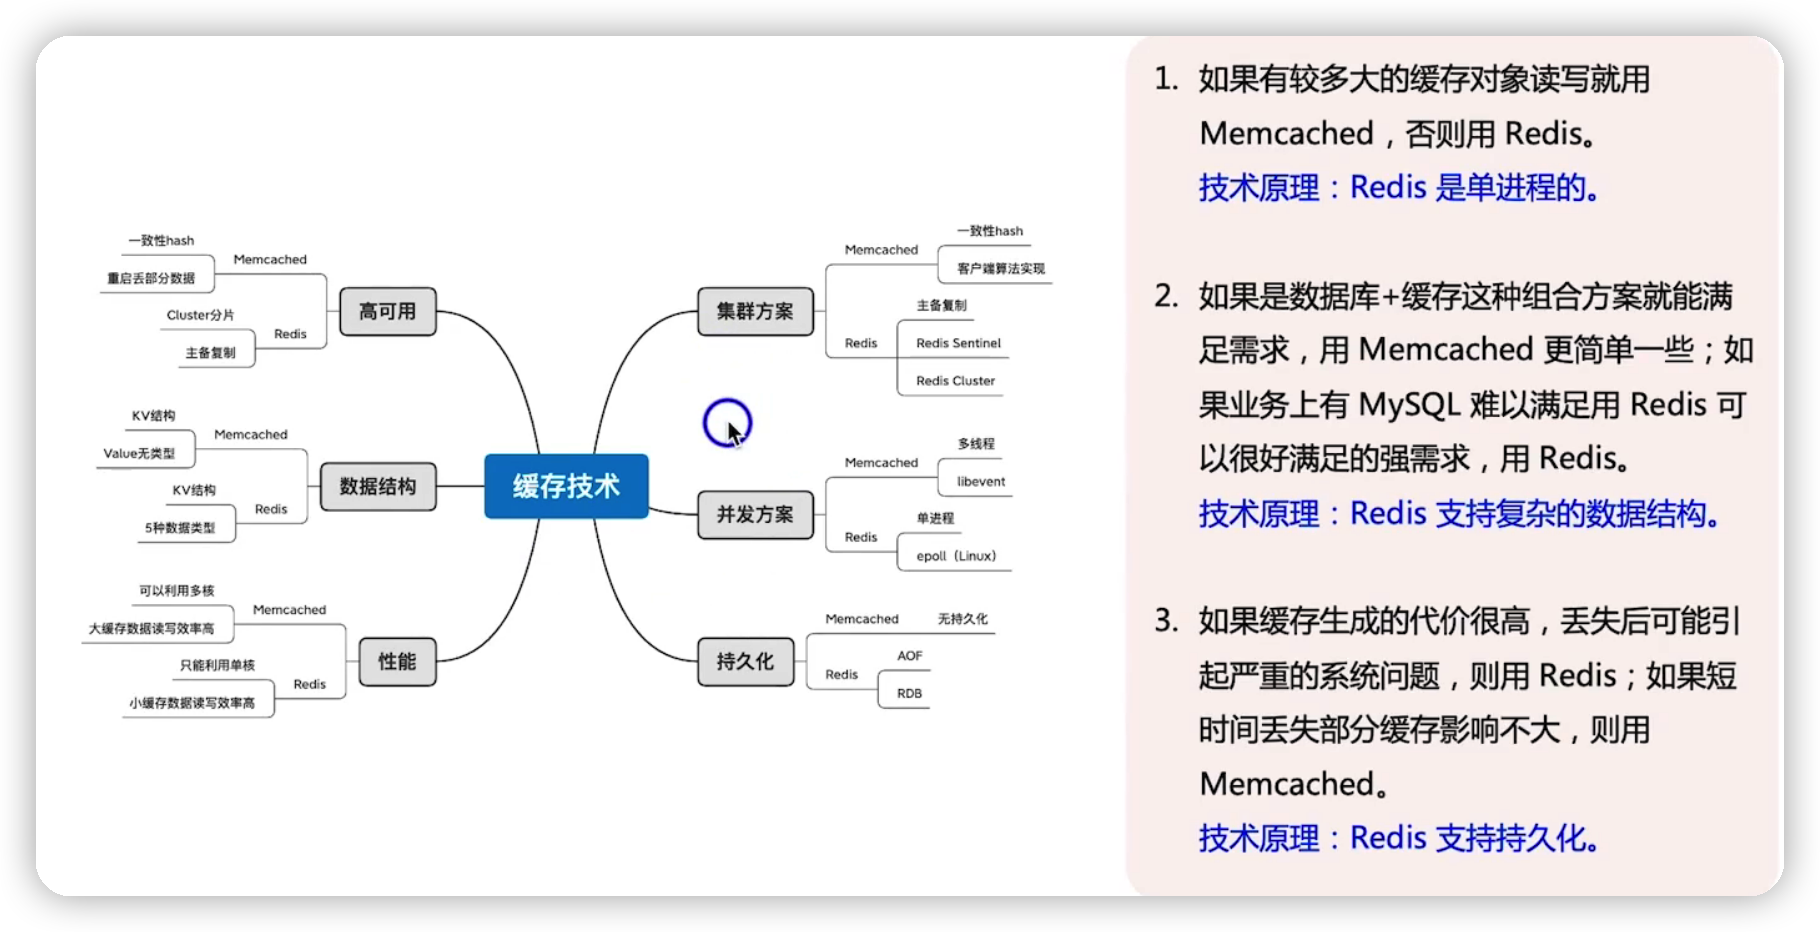 一致性hash
重启丢部分数据
Memcached
Cluster分片
主备复制
Redis
高可用
KV结构
Value无类型
Memcached
KV结构
5种数据类型
Redis
数据结构
可以利用多核
大缓存数据读写效率高
Memcached
只能利用单核
小缓存数据读写效率高
Redis
性能
缓存技术
集群方案
Memcached
一致性hash
客户端算法实现
Redis
主备复制
Redis Sentinel
Redis Cluster
并发方案
Memcached
多线程
libevent
Redis
单进程
epoll（Linux）
持久化
Memcached
无持久化
Redis
AOF
RDB
1. 如果有较多大的缓存对象读写就用
Memcached，否则用 Redis。
技术原理：Redis 是单进程的。
2. 如果是数据库+缓存这种组合方案就能满
足需求，用 Memcached 更简单一些；如
果业务上有 MySQL 难以满足用 Redis 可
以很好满足的强需求，用 Redis。
技术原理：Redis 支持复杂的数据结构。
3. 如果缓存生成的代价很高，丢失后可能引
起严重的系统问题，则用 Redis；如果短
时间丢失部分缓存影响不大，则用
Memcached。
技术原理：Redis 支持持久化。